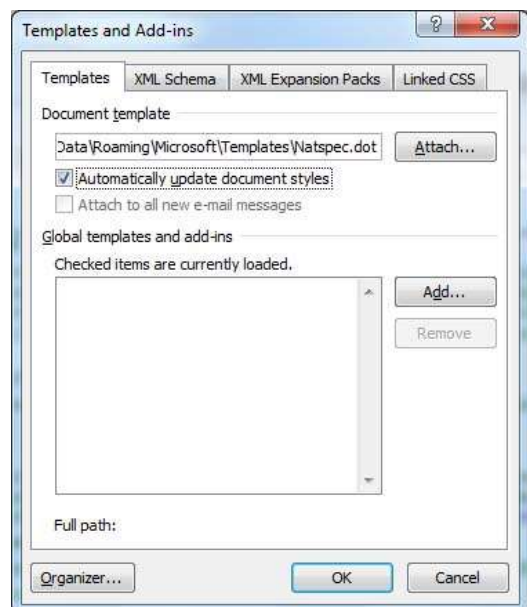 Templates and Add-ins
Templates XML Schema XML Expansion Packs Linked CSS
Document template
Data\Roaming\Microsoft\Templates\Natspec.dot Attach...
Automatically update document styles
Attach to all new e-mail messages
Global templates and add-ins
Checked items are currently loaded.
Add...
Remove
Full path:
Organizer... OK Cancel